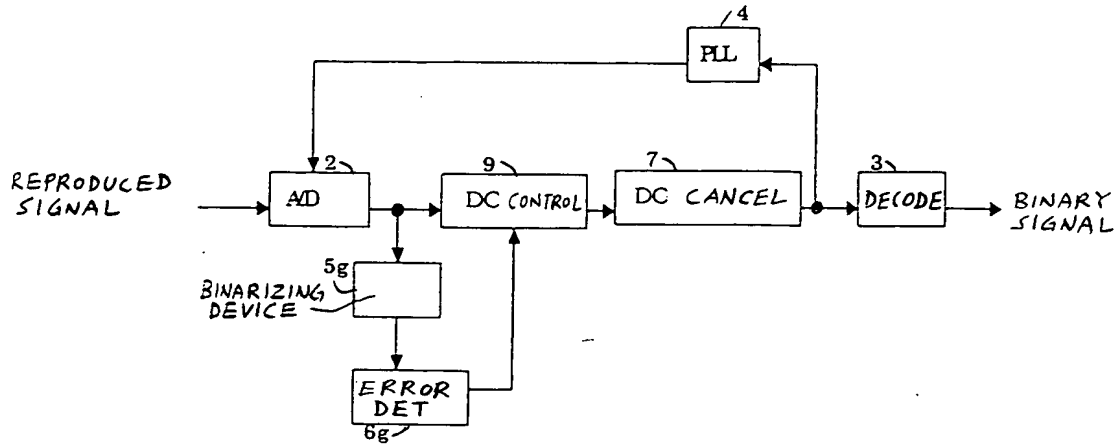 4
PLL
REPRODUCED
SIGNAL
2
A/D
9
DC CONTROL
7
DC CANCEL
3
DECODE
BINARY
SIGNAL
5g
BINARIZING
DEVICE
ERROR
DET
6g